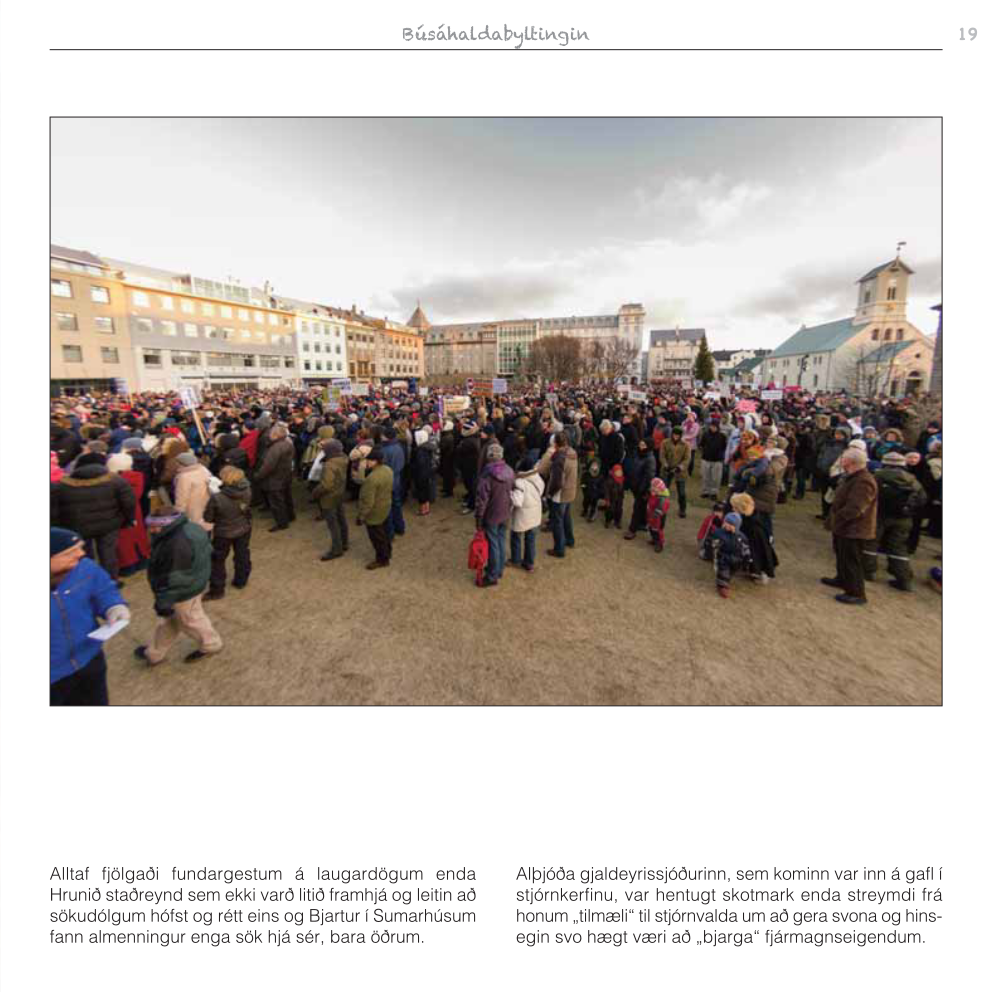 Búsáhaldabyltingin
19
Alltaf fjölgaði fundargestum á laugardögum enda
Hrunið staðreynd sem ekki varð litið framhjá og leitin að
sökudólgum hófst og rétt eins og Bjartur í Sumarhúsum
fann almenningur enga sök hjá sér, bara öðrum.
Alþjóða gjaldeyrissjóðurinn, sem kominn var inn á gafl í
stjórnkerfinu, var hentugt skotmark enda streymdi frá
honum „tilmæli“ til stjórnvalda um að gera svona og hins-
egin svo hægt væri að „bjarga“ fjármagnseigendum.